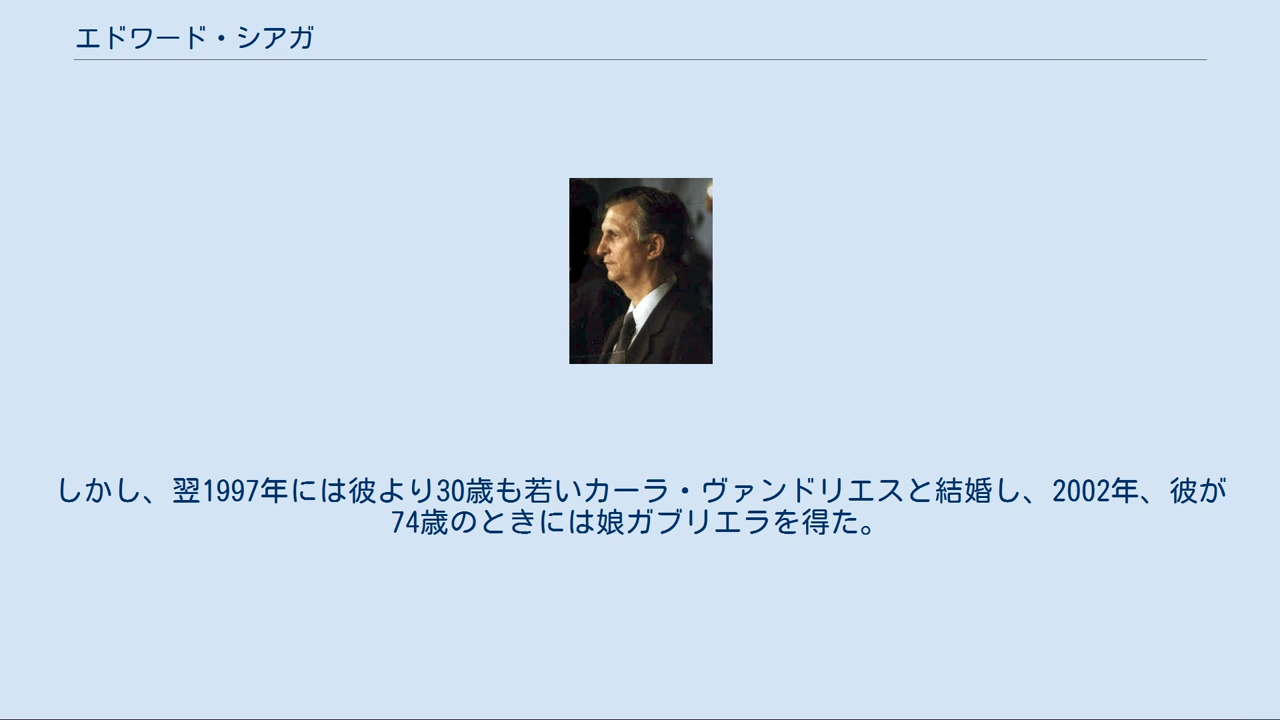 エドワード・シアガ
しかし、翌1997年には彼より30歳も若いカーラ・ヴァンドリエスと結婚し、2002年、彼が
74歳のときには娘ガブリエラを得た。